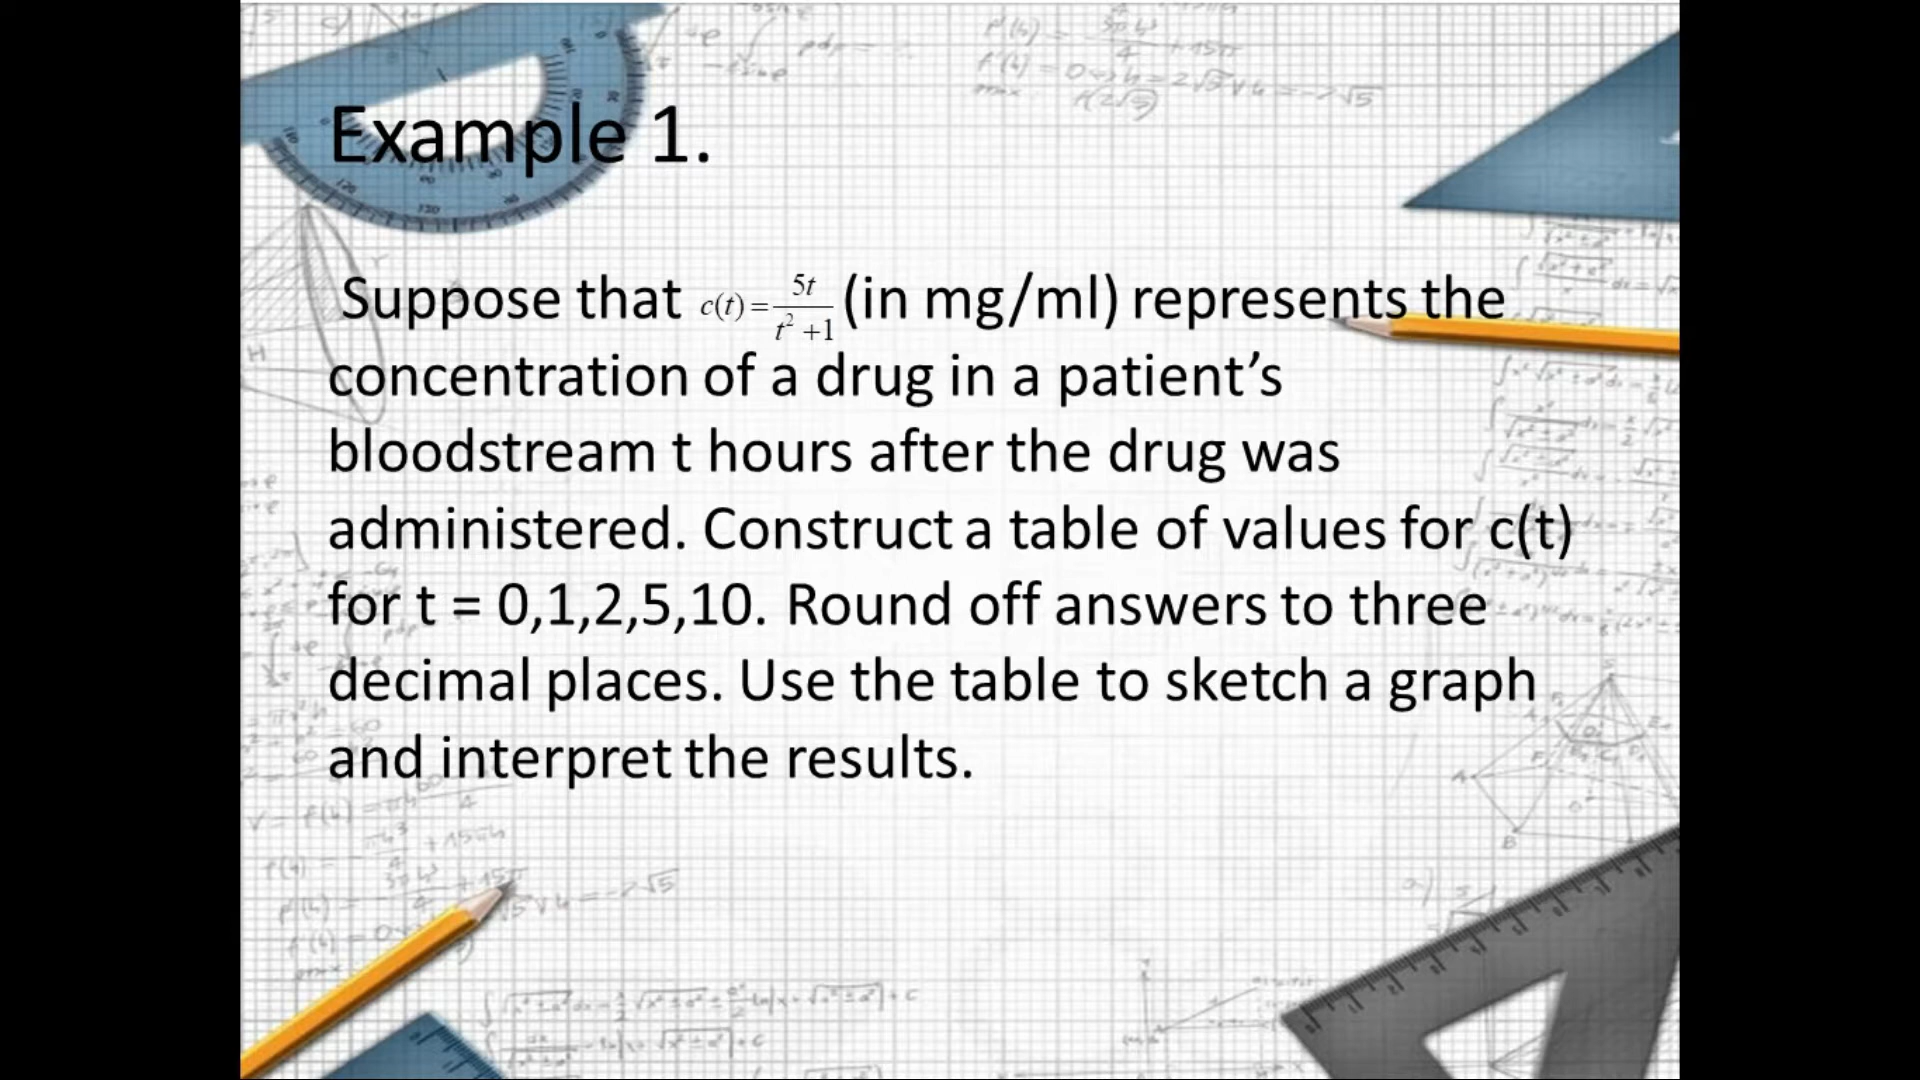 Example 1.
Suppose that c(t) = 5t / t² + 1 (in mg/ml) represents the
concentration of a drug in a patient’s
bloodstream t hours after the drug was
administered. Construct a table of values for c(t)
for t = 0,1,2,5,10. Round off answers to three
decimal places. Use the table to sketch a graph
and interpret the results.